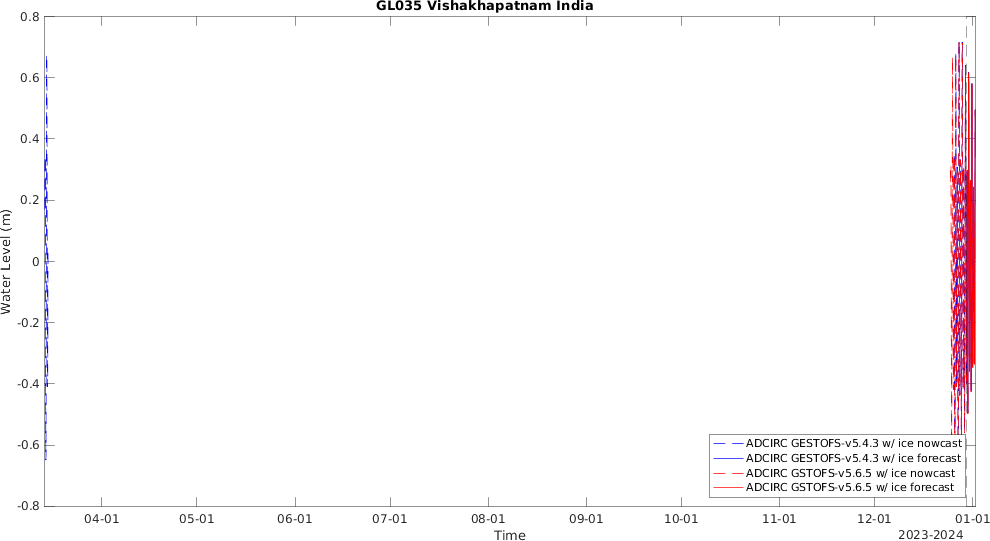 GL035 Vishakhapatnam India
0.8
0.6
0.4
0.2
0
-0.2
-0.4
-0.6
-0.8
Water Level (m)
ADCIRC GESTOFS-v5.4.3 w/ ice nowcast
ADCIRC GESTOFS-v5.4.3 w/ ice forecast
ADCIRC GSTOFS-v5.6.5 w/ ice nowcast
ADCIRC GSTOFS-v5.6.5 w/ ice forecast
04-01 05-01 06-01 07-01 08-01 09-01 10-01 11-01 12-01 01-01
Time
2023-2024